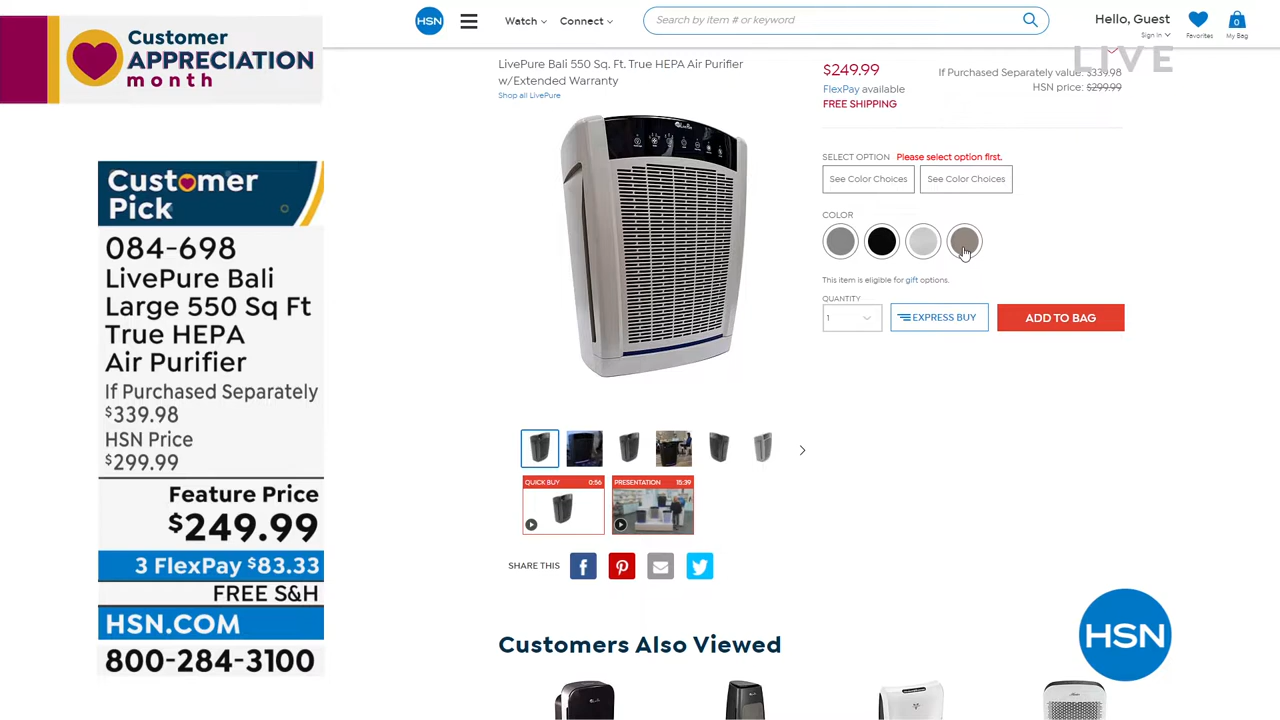 Customer
APPRECIATION
month
Customer
Pick
084-698
LivePure Bali
Large 550 Sq Ft
True HEPA
Air Purifier
If Purchased Separately
$339.98
HSN Price
$299.99
Feature Price
$249.99
3 FlexPay $83.33
FREE S&H
HSN.COM
800-284-3100
HSN
Watch
Connect
Search by item # or keyword
Hello, Guest
Sign in
Favorites
0
My Bag
LIVE
LivePure Bali 550 Sq. Ft. True HEPA Air Purifier
w/Extended Warranty
Shop all LivePure
$249.99
If Purchased Separately value: $339.98
FlexPay available
HSN price: $299.99
FREE SHIPPING
SELECT OPTION Please select option first.
See Color Choices
See Color Choices
COLOR
This item is eligible for gift options.
QUANTITY
1
EXPRESS BUY
ADD TO BAG
QUICK BUY 0:56
PRESENTATION 15:39
SHARE THIS
Customers Also Viewed
HSN